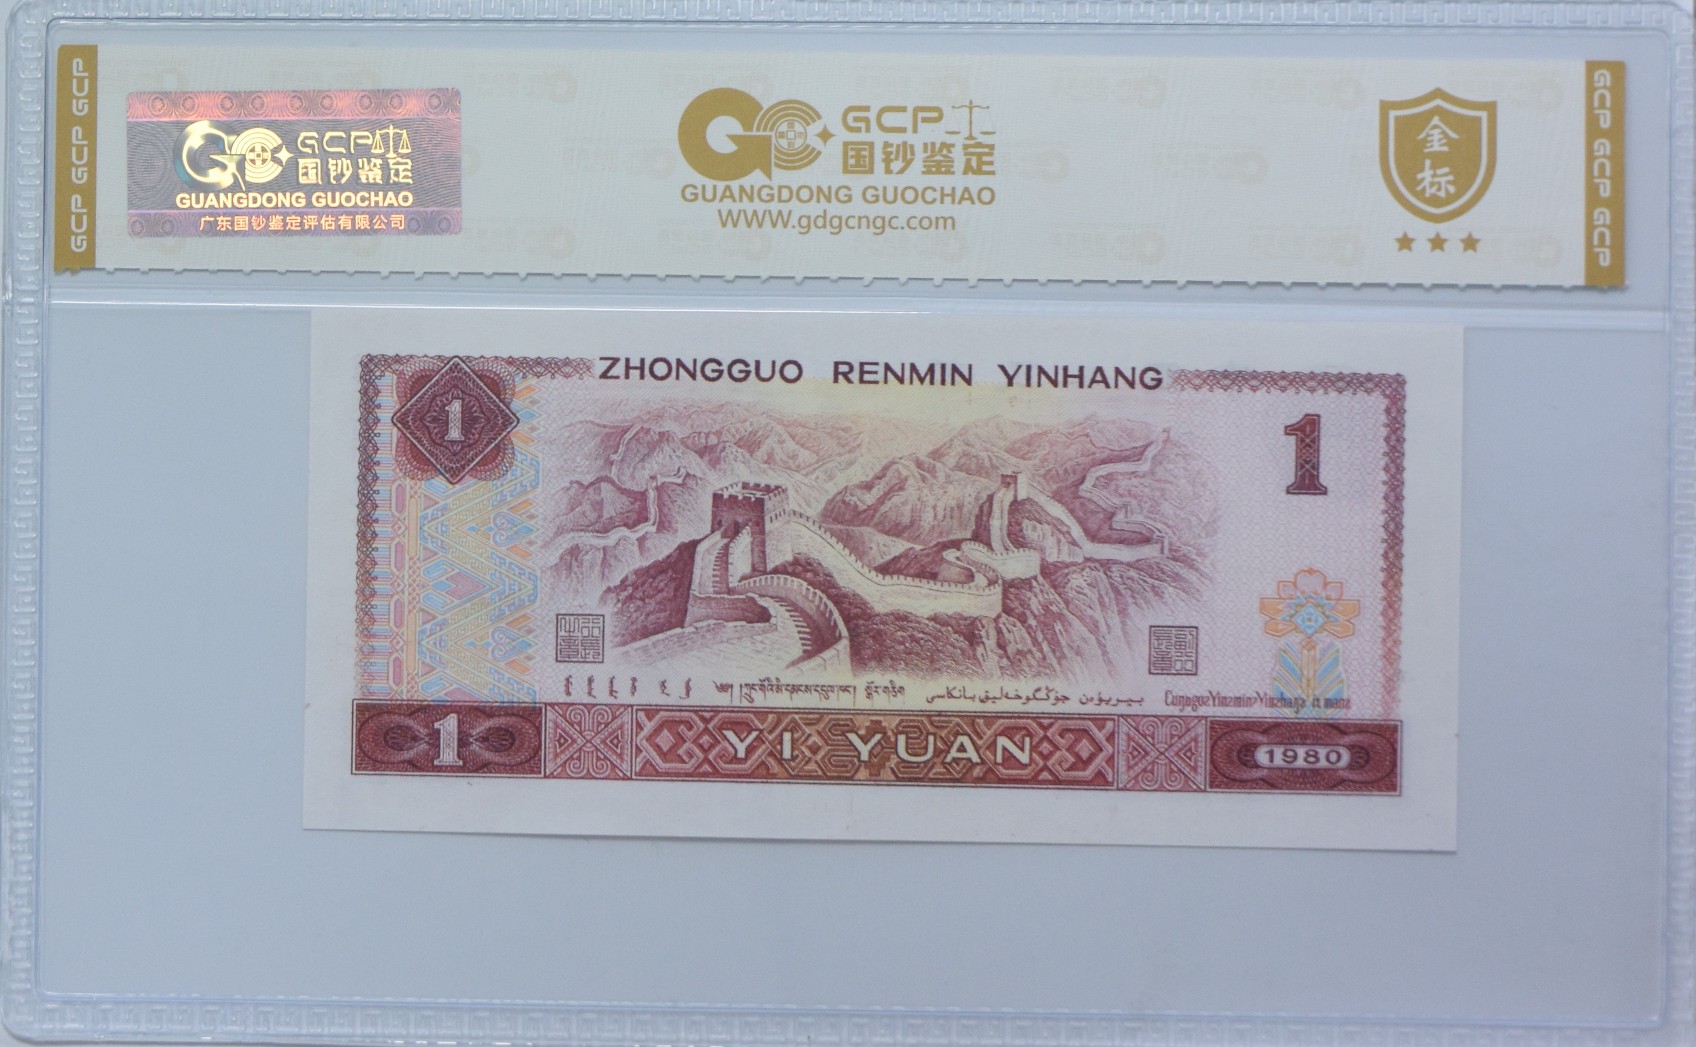 GCP GCP GCP
GCP
国钞鉴定
GUANGDONG GUOCHAO
广东国钞鉴定评估有限公司
GCP
国钞鉴定
GUANGDONG GUOCHAO
WWW.gdgcngc.com
金
标
GCP GCP GCP
ZHONGGUO RENMIN YINHANG
1
1
1
YI YUAN
1980